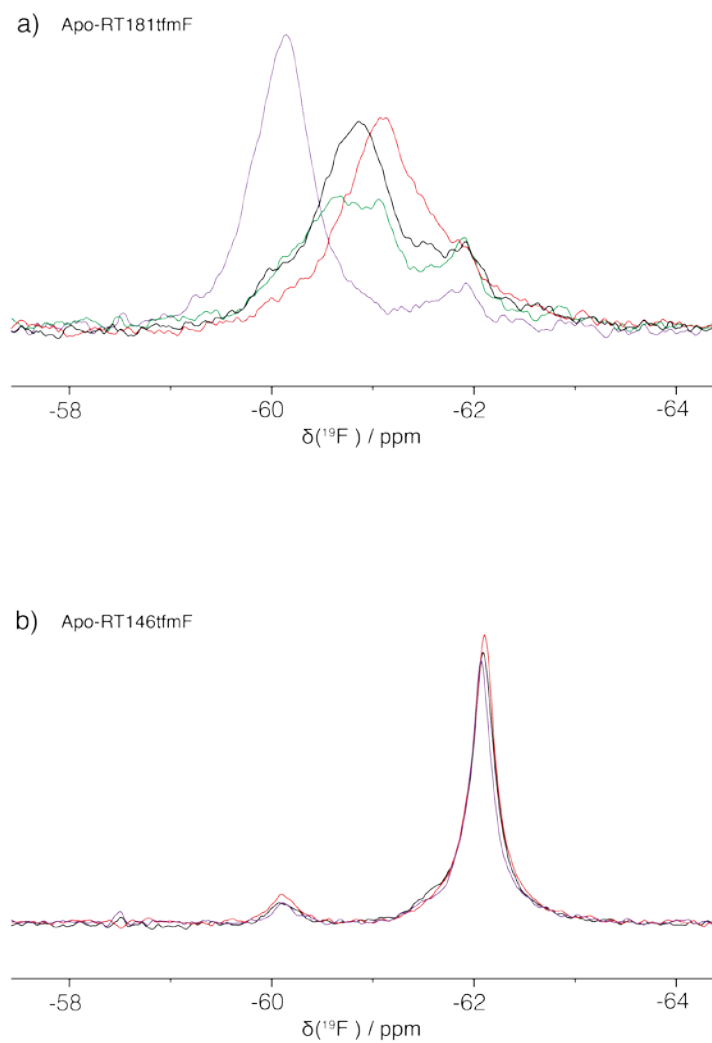 a) Apo-RT181tfmF
-58 -60 -62 -64
δ(¹⁹F ) / ppm
b) Apo-RT146tfmF
-58 -60 -62 -64
δ(¹⁹F ) / ppm